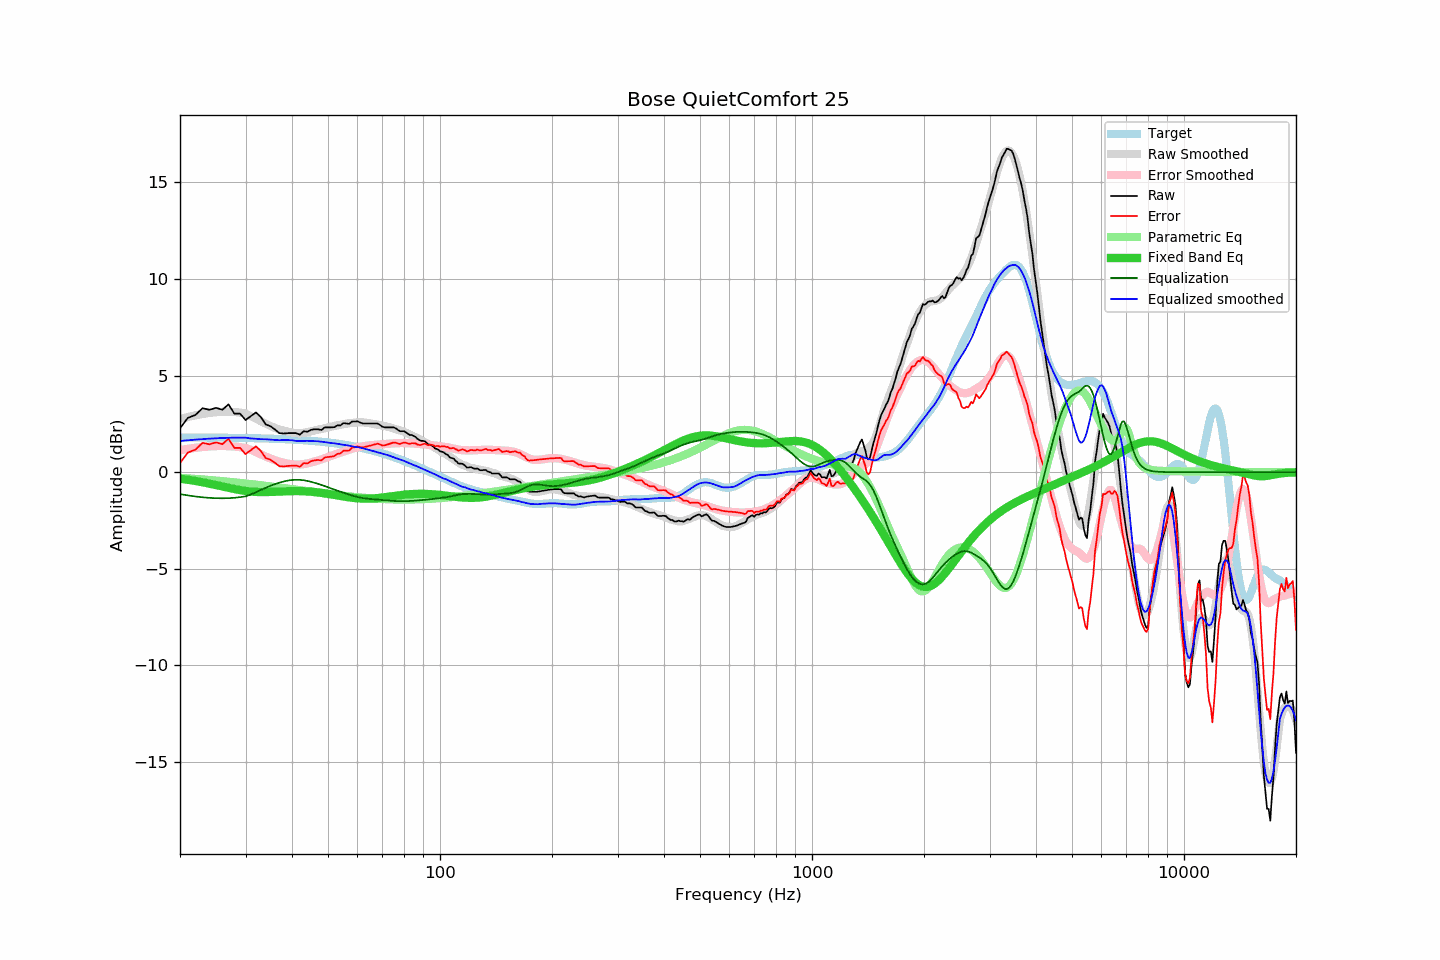 Bose QuietComfort 25
Target
Raw Smoothed
Error Smoothed
Raw
Error
Parametric Eq
Fixed Band Eq
Equalization
Equalized smoothed
15
10
5
0
−5
−10
−15
Amplitude (dBr)
100
1000
10000
Frequency (Hz)